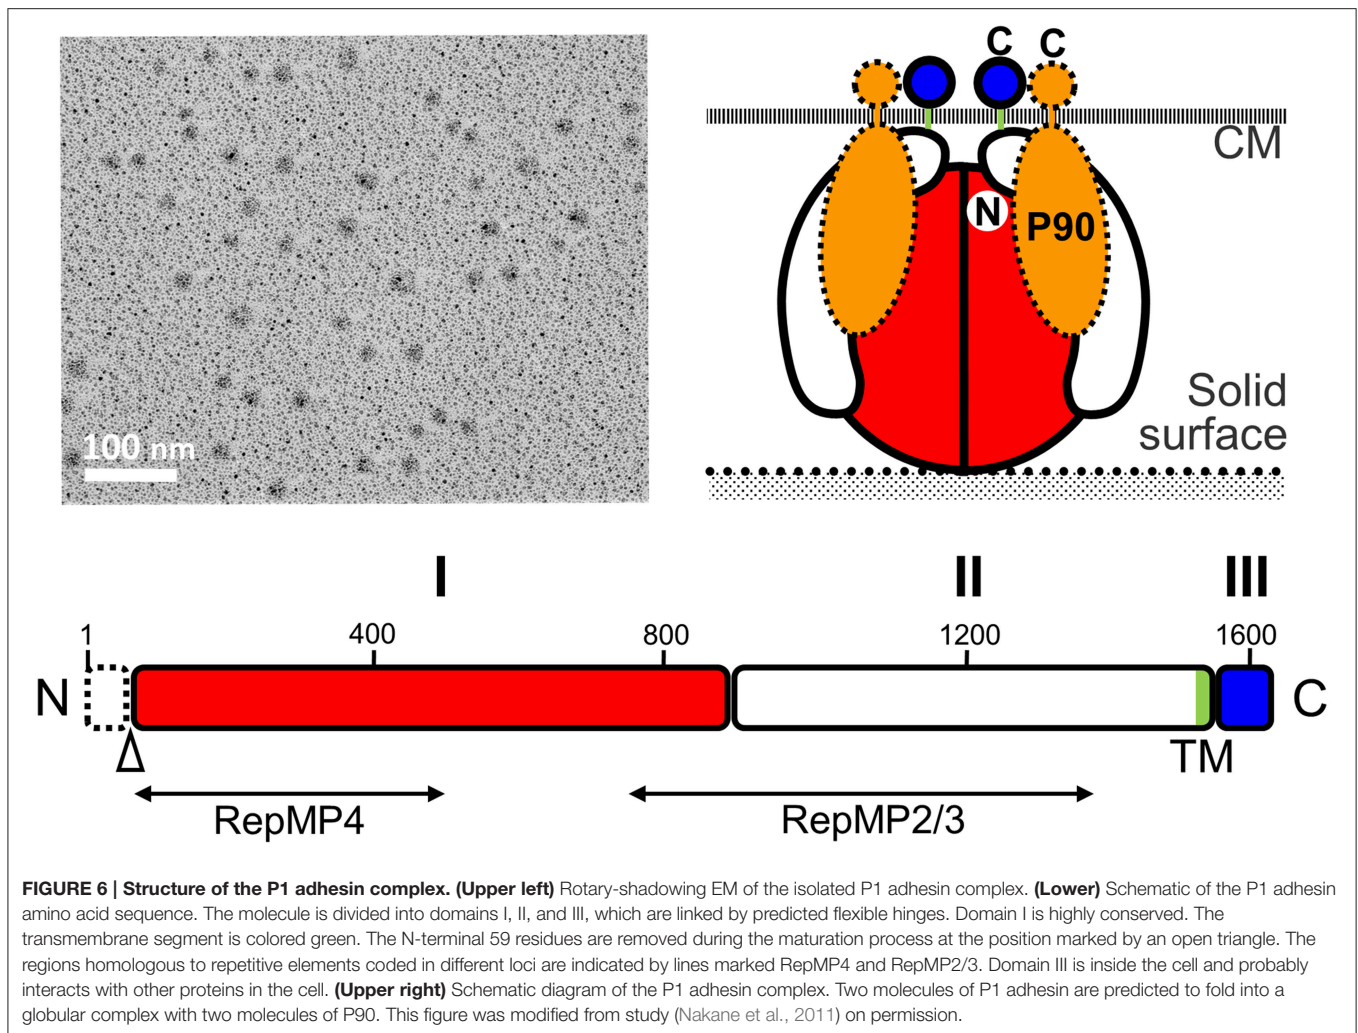 C C
CM
N
P90
100 nm
Solid
surface
I II III
1 400 800 1200 1600
N C
TM
RepMP4 RepMP2/3
FIGURE 6 | Structure of the P1 adhesin complex. (Upper left) Rotary-shadowing EM of the isolated P1 adhesin complex. (Lower) Schematic of the P1 adhesin
amino acid sequence. The molecule is divided into domains I, II, and III, which are linked by predicted flexible hinges. Domain I is highly conserved. The
transmembrane segment is colored green. The N-terminal 59 residues are removed during the maturation process at the position marked by an open triangle. The
regions homologous to repetitive elements coded in different loci are indicated by lines marked RepMP4 and RepMP2/3. Domain III is inside the cell and probably
interacts with other proteins in the cell. (Upper right) Schematic diagram of the P1 adhesin complex. Two molecules of P1 adhesin are predicted to fold into a
globular complex with two molecules of P90. This figure was modified from study (Nakane et al., 2011) on permission.